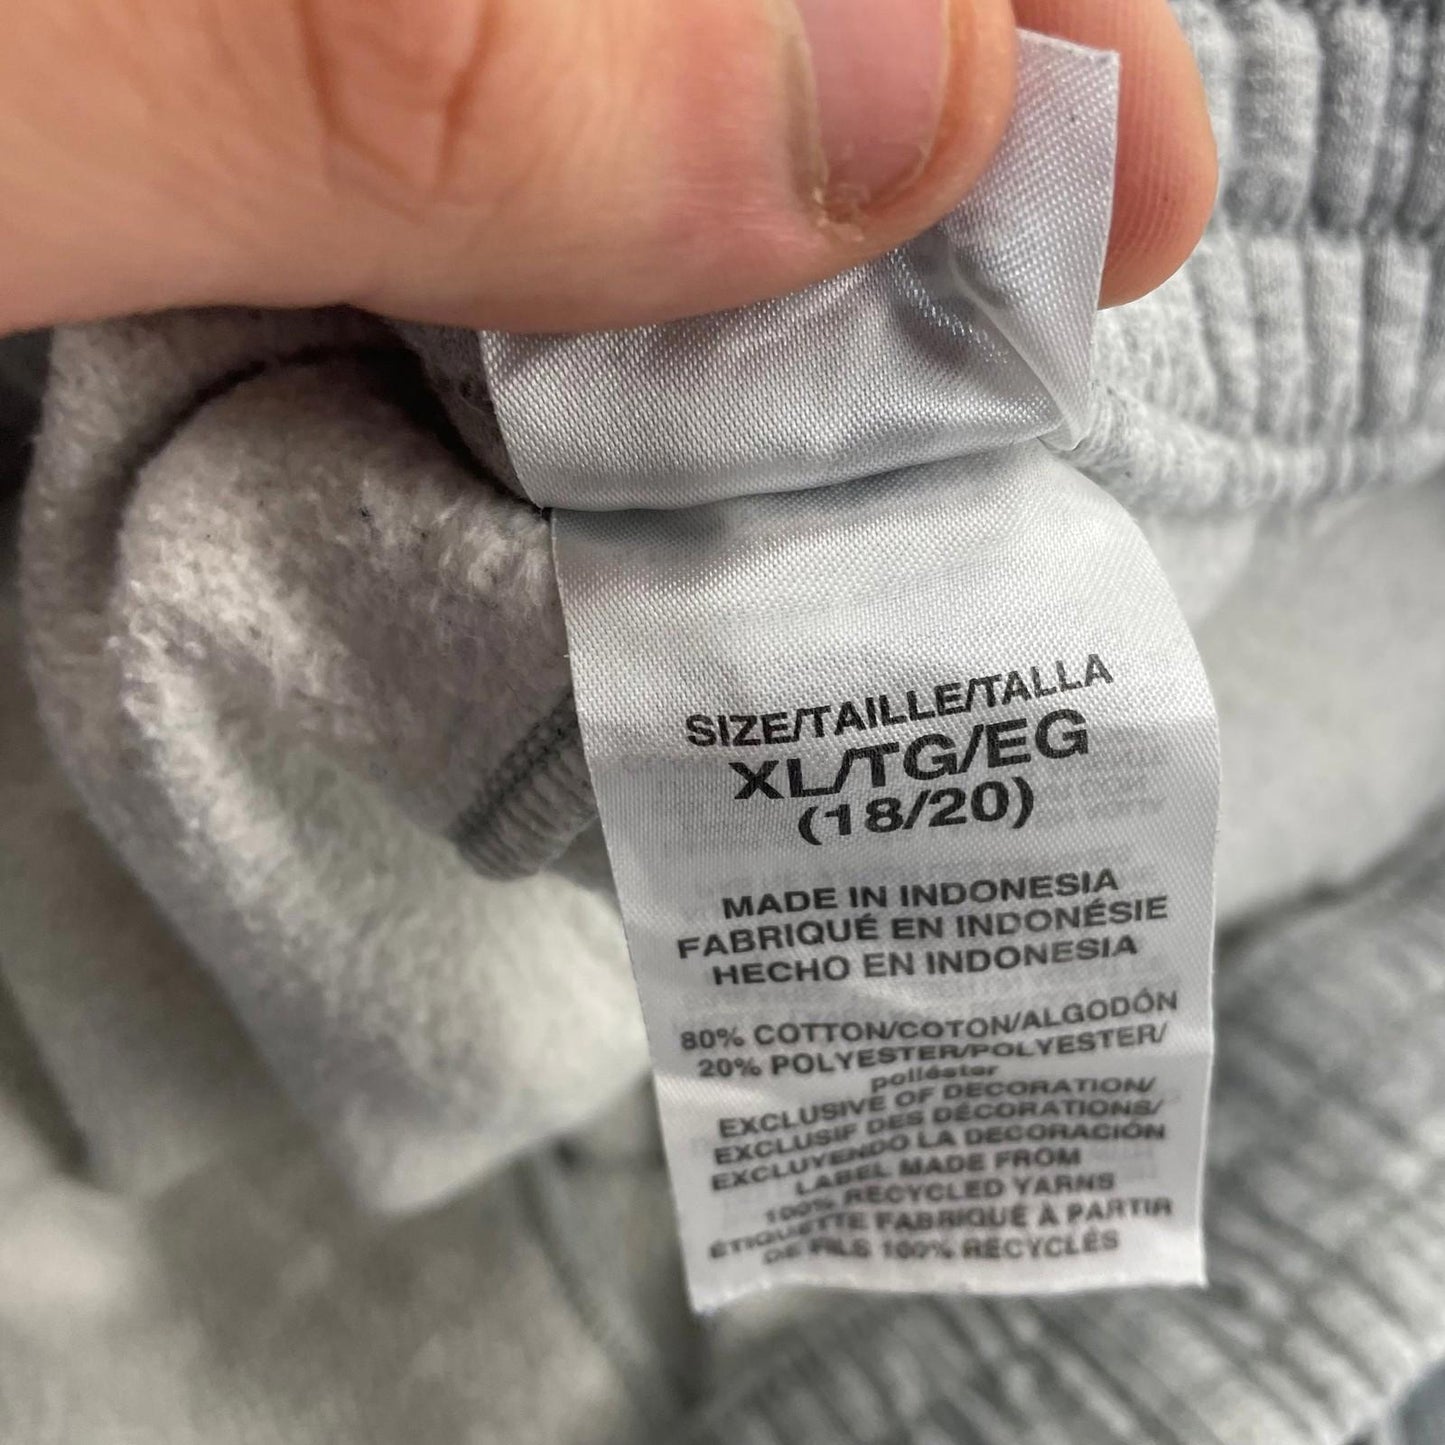 SIZE/TAILLE/TALLA
XL/TG/EG
(18/20)
MADE IN INDONESIA
FABRIQUÉ EN INDONÉSIE
HECHO EN INDONESIA
80% COTTON/COTON/ALGODÓN
20% POLYESTER/POLYESTER/
poliéster
EXCLUSIVE OF DECORATION/
EXCLUSIF DES DÉCORATIONS/
EXCLUYENDO LA DECORACIÓN
LABEL MADE FROM
100% RECYCLED YARNS
ÉTIQUETTE FABRIQUÉ À PARTIR
DE FILS 100% RECYCLÉS